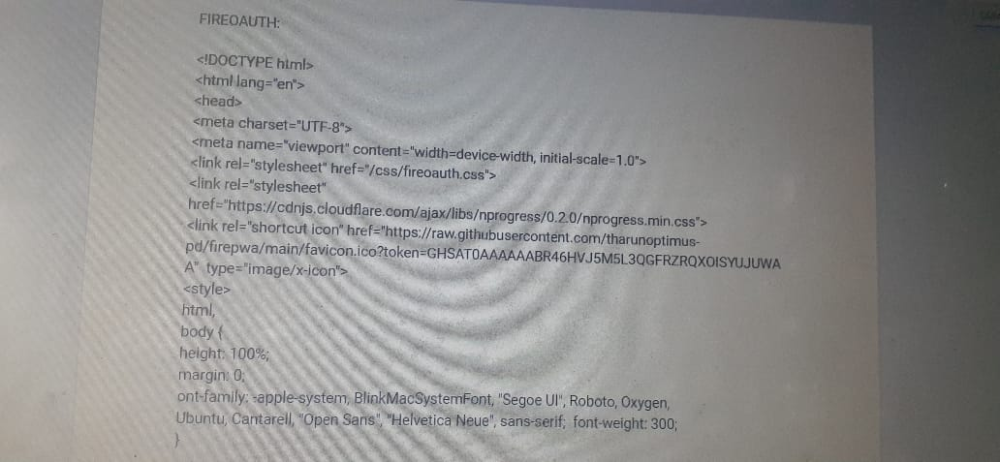 FIREOAUTH:
<!DOCTYPE html>
<html lang="en">
<head>
<meta charset="UTF-8">
<meta name="viewport" content="width=device-width, initial-scale=1.0">
<link rel="stylesheet" href="/css/fireoauth.css">
<link rel="stylesheet"
href="https://cdnjs.cloudflare.com/ajax/libs/nprogress/0.2.0/nprogress.min.css">
<link rel="shortcut icon" href="https://raw.githubusercontent.com/tharunoptimus-
pd/firepwa/main/favicon.ico?token=GHSAT0AAAAAABR46HVJ5M5L3QGFRZRQXOISYUJUWA
A" type="image/x-icon">
<style>
html,
body {
height: 100%;
margin: 0;
ont-family: -apple-system, BlinkMacSystemFont, "Segoe UI", Roboto, Oxygen,
Ubuntu, Cantarell, "Open Sans", "Helvetica Neue", sans-serif; font-weight: 300;
}